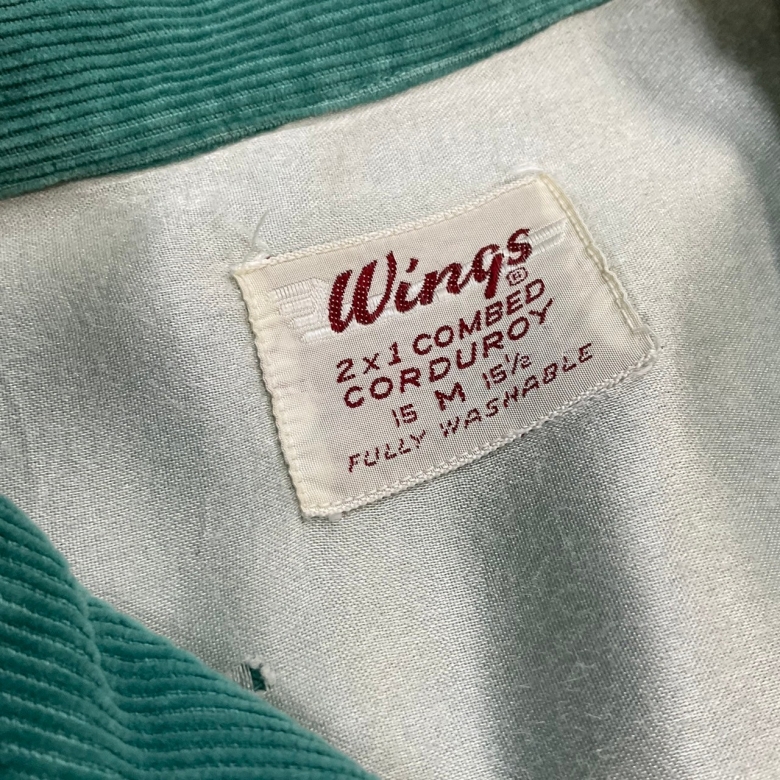 Wings®
2x1 COMBED
CORDUROY
15 M 15½
FULLY WASHABLE